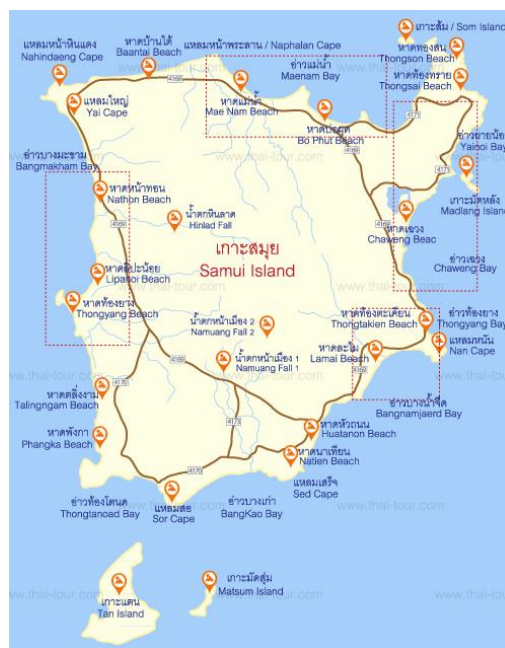 เกาะส้ม / Som Island
แหลมหน้าหินแดง
Nahindaeng Cape
หาดบ้านใต้
Baantai Beach
แหลมหน้าพระลาน / Naphalan Cape
หาดทองสน
Thongson Beach
อ่าวแม่น้ำ
Maenam Bay
หาดท้องทราย
Thongsai Beach
4169
แหลมใหญ่
Yai Cape
หาดแม่น้ำ
Mae Nam Beach
หาดบ่อผุด
Bo Phut Beach
4171
4169
อ่าวยายน้อย
Yainoi Bay
4171
อ่าวบางมะขาม
Bangmakham Bay
หาดหน้าทอน
Nathon Beach
น้ำตกหินลาด
Hinlad Fall
เกาะมัดหลัง
Madlang Island
4169
หาดเฉวง
Chaweng Beac
เกาะสมุย
Samui Island
อ่าวเฉวง
Chaweng Bay
หาดลิปะน้อย
Lipanoi Beach
หาดท้องยาง
Thongyang Beach
น้ำตกหน้าเมือง 2
Namuang Fall 2
หาดท้องตะเคียน
Thongtakien Beach
อ่าวท้องยาง
Thongyang Bay
แหลมหนัน
Nan Cape
น้ำตกหน้าเมือง 1
Namuang Fall 1
หาดละไม
Lamai Beach
4169
4169
4170
หาดตลิ่งงาม
Talingngam Beach
อ่าวบางน้ำจืด
Bangnamjaerd Bay
4173
หาดหัวถนน
Huatanon Beach
หาดพังกา
Phangka Beach
หาดนาเทียน
Natien Beach
4170
แหลมเสร็จ
Sed Cape
อ่าวท้องโตนด
Thongtanoad Bay
แหลมสอ
Sor Cape
อ่าวบางเก่า
BangKao Bay
เกาะแตน
Tan Island
เกาะมัดสุ่ม
Matsum Island
www.thai-tour.com